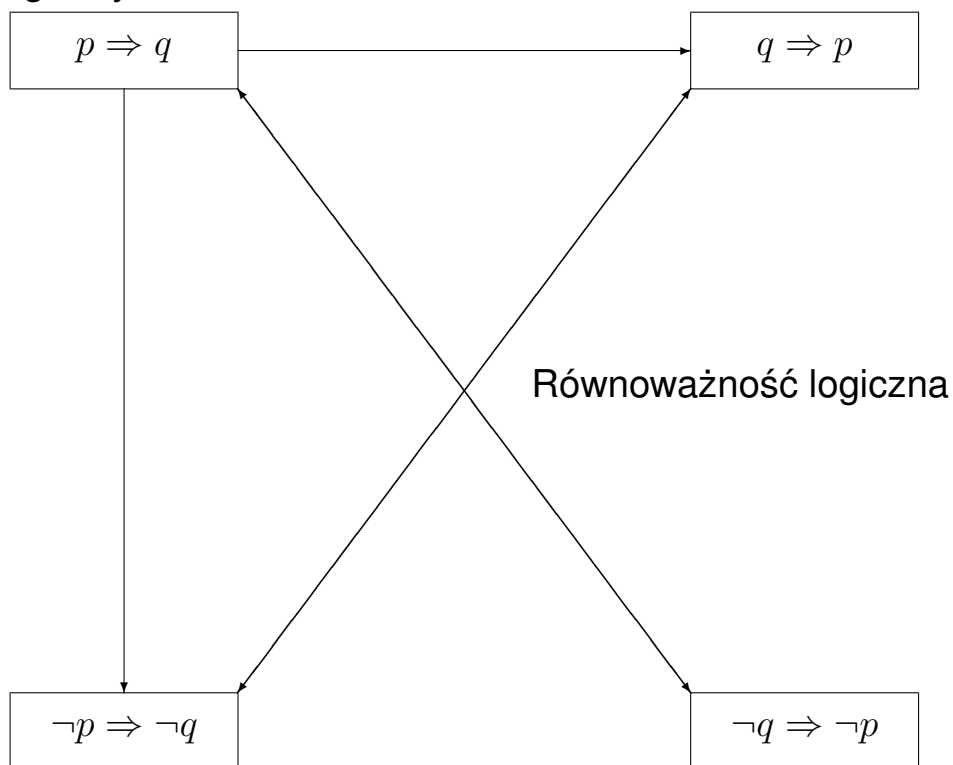 p ⇒ q
q ⇒ p
Równoważność logiczna
¬p ⇒ ¬q
¬q ⇒ ¬p